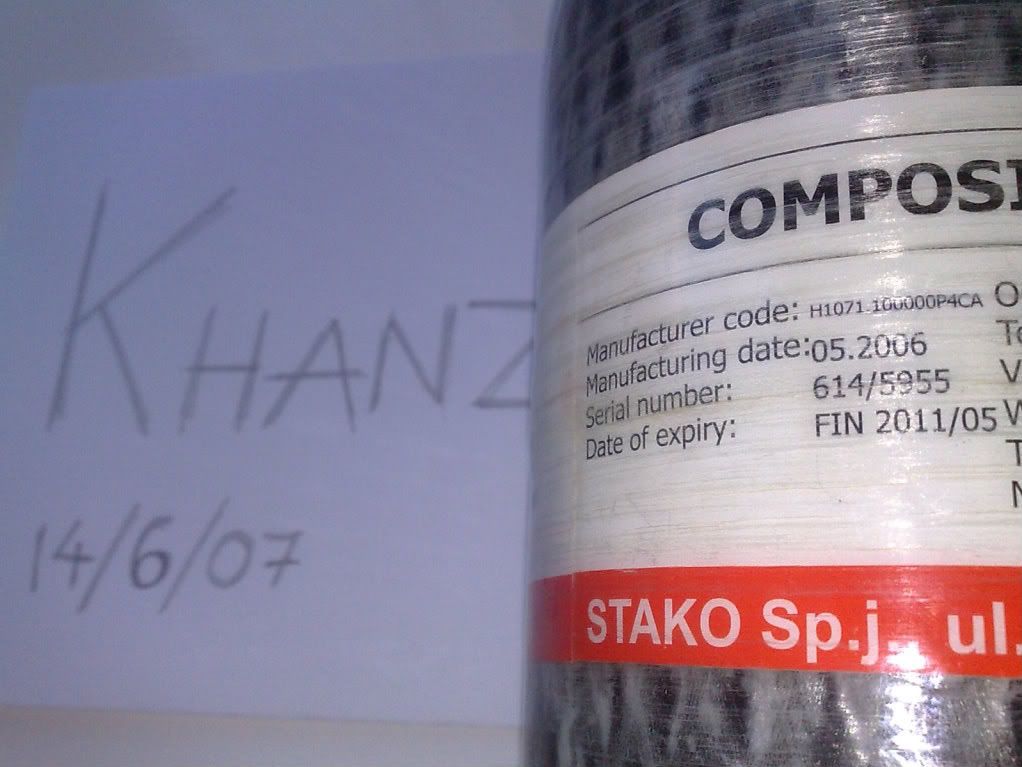 KHANZ
14/6/07
COMPOSI
Manufacturer code: H1071.100000P4CA
Manufacturing date: 05.2006
Serial number: 614/5955
Date of expiry: FIN 2011/05
O
To
V
W
T
STAKO Sp.j. ul.